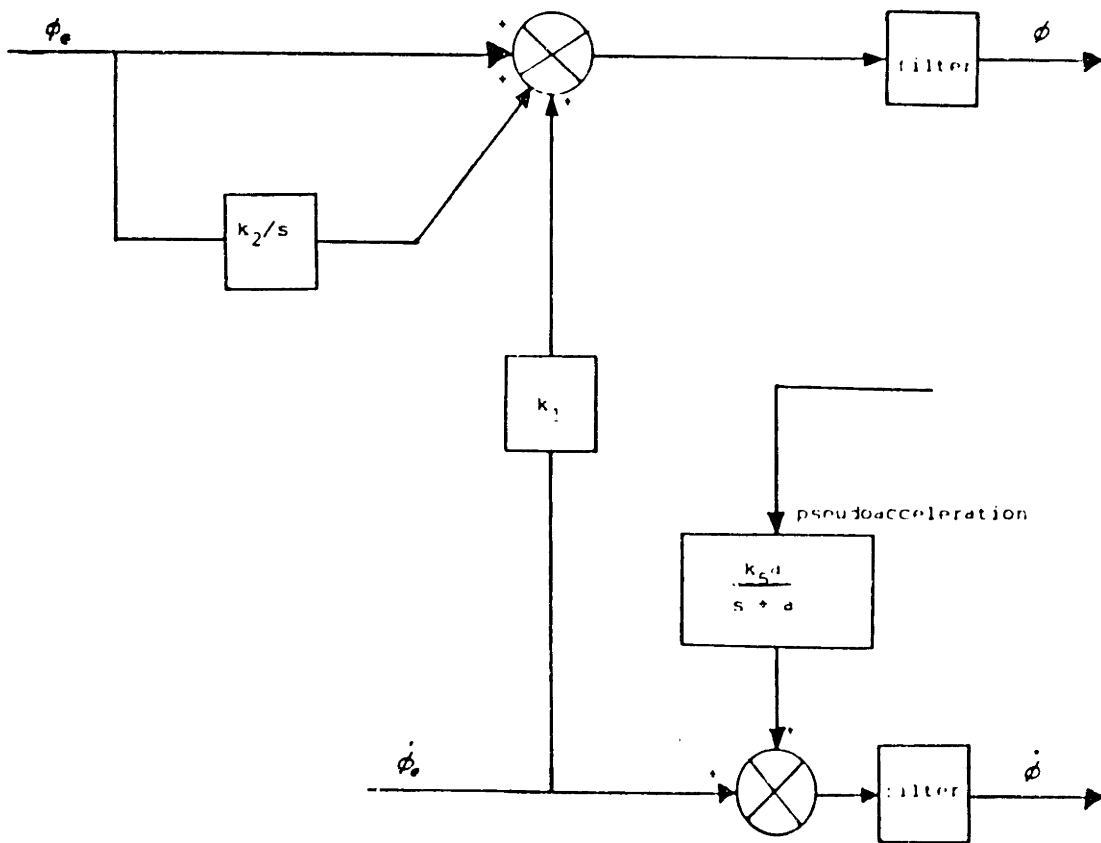 ϕₑ
+
+
+
+
filter
ϕ
k₂/s
k₁
pseudoacceleration
k₅a
s + a
+
ϕ̇ₑ
+
filter
ϕ̇